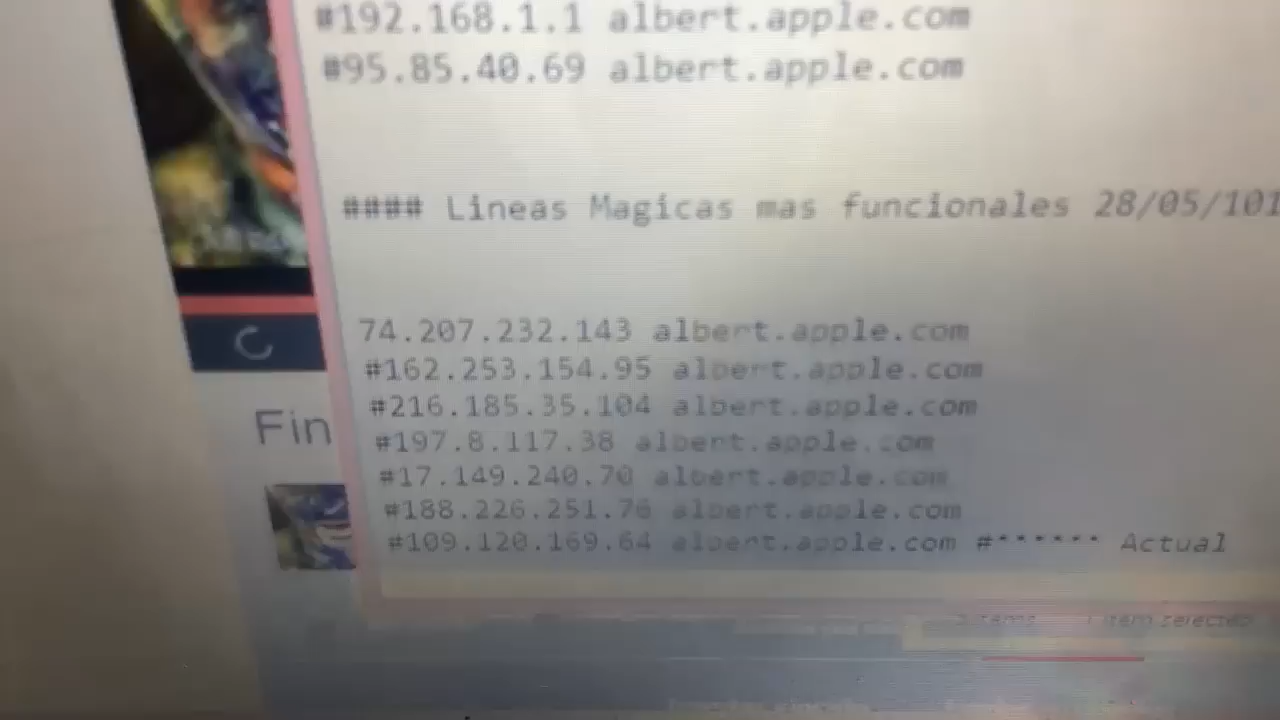 #192.168.1.1 albert.apple.com
#95.85.40.69 albert.apple.com
#### Lineas Magicas mas funcionales 28/05/101
74.207.232.143 albert.apple.com
#162.253.154.95 albert.apple.com
#216.185.35.104 albert.apple.com
#197.8.117.38 albert.apple.com
#17.149.240.70 albert.apple.com
#188.226.251.76 albert.apple.com
#109.120.169.64 albert.apple.com #******* Actual
Fin
item selected